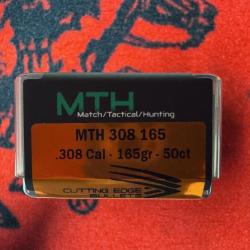 MTH
Match/Tactical/Hunting
MTH 308 165
.308 Cal - 165gr - 50ct
CUTTING EDGE
BULLETS